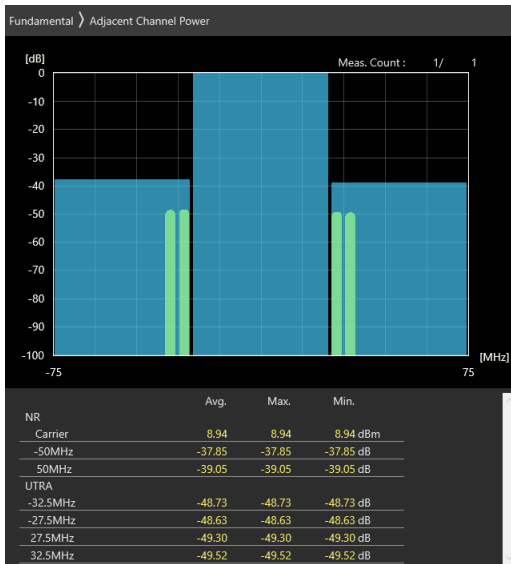 Fundamental 〉 Adjacent Channel Power
[dB]
Meas. Count : 1/ 1
0
-10
-20
-30
-40
-50
-60
-70
-80
-90
-100
[MHz]
-75 75
Avg. Max. Min.
NR
Carrier 8.94 8.94 8.94 dBm
-50MHz -37.85 -37.85 -37.85 dB
50MHz -39.05 -39.05 -39.05 dB
UTRA
-32.5MHz -48.73 -48.73 -48.73 dB
-27.5MHz -48.63 -48.63 -48.63 dB
27.5MHz -49.30 -49.30 -49.30 dB
32.5MHz -49.52 -49.52 -49.52 dB